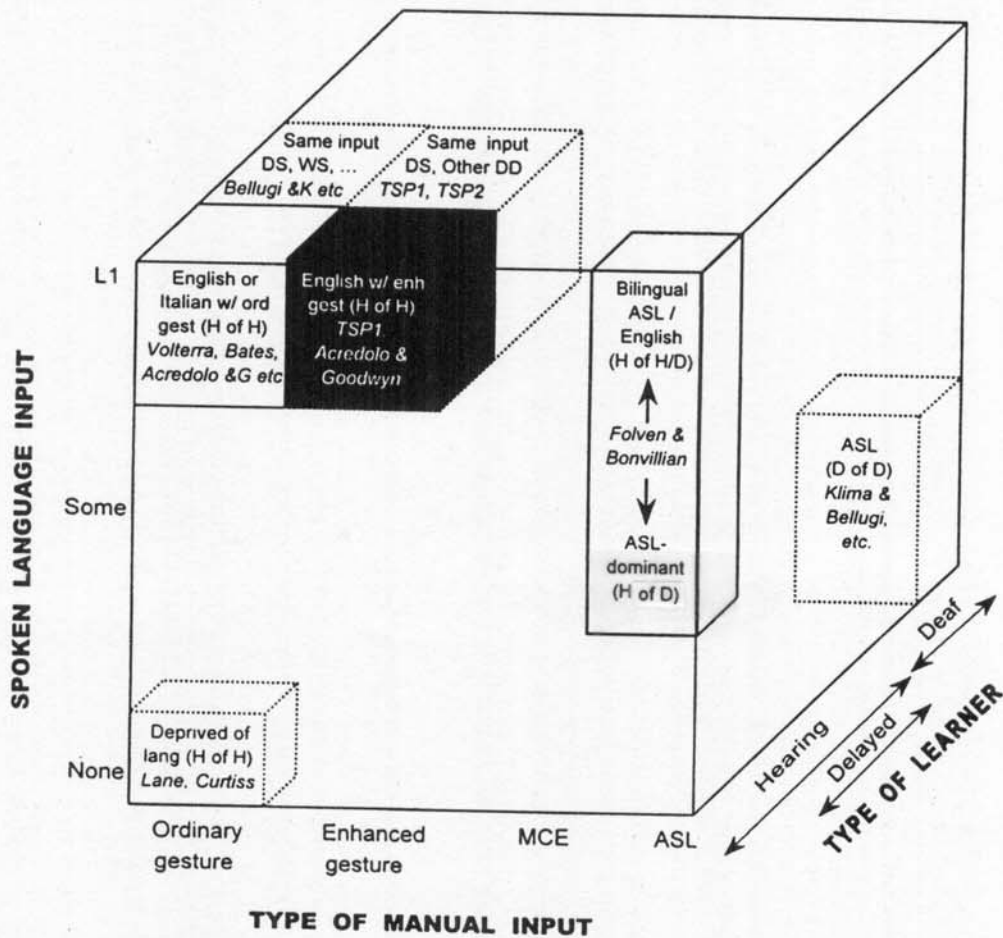 Same input
DS, WS, ...
Bellugi &K etc
Same input
DS, Other DD
TSP1, TSP2
L1
English or
Italian w/ ord
gest (H of H)
Volterra, Bates,
Acredolo &G etc
English w/ enh
gest (H of H)
TSP1
Acredolo &
Goodwyn
Bilingual
ASL /
English
(H of H/D)
Folven &
Bonvillian
ASL-
dominant
(H of D)
ASL
(D of D)
Klima &
Bellugi,
etc.
SPOKEN LANGUAGE INPUT
Some
Deprived of
lang (H of H)
Lane, Curtiss
None
Ordinary
gesture
Enhanced
gesture
MCE
ASL
Hearing
Delayed
Deaf
TYPE OF LEARNER
TYPE OF MANUAL INPUT